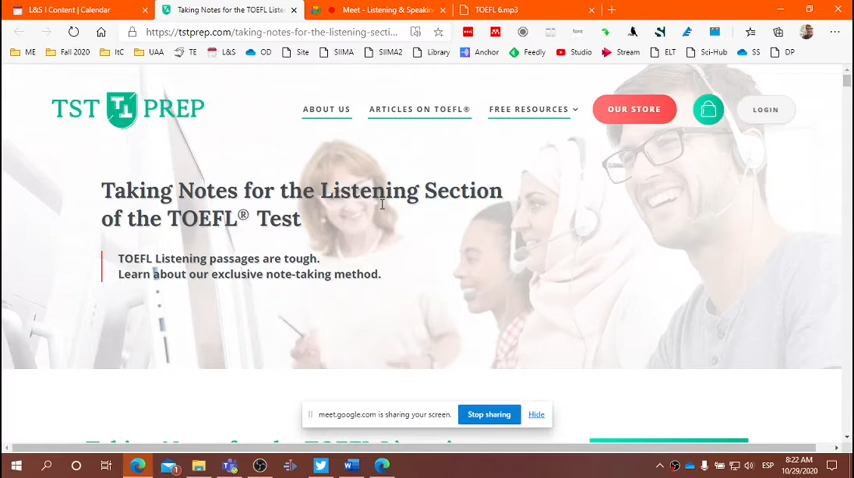 L&S I Content | Calendar
Taking Notes for the TOEFL Liste
Meet - Listening & Speakin
TOEFL 6.mp3
https://tstprep.com/taking-notes-for-the-listening-secti...
ME
Fall 2020
ItC
UAA
TE
L&S
OD
Site
SIIMA
SIIMA2
Library
Anchor
Feedly
Studio
Stream
ELT
Sci-Hub
SS
DP
TST PREP
ABOUT US
ARTICLES ON TOEFL®
FREE RESOURCES
OUR STORE
LOGIN
Taking Notes for the Listening Section
of the TOEFL® Test
TOEFL Listening passages are tough.
Learn about our exclusive note-taking method.
meet.google.com is sharing your screen.
Stop sharing
Hide
ESP
8:22 AM
10/29/2020